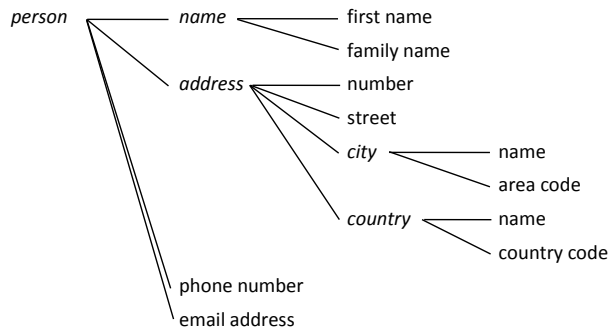 person name first name
family name
address number
street
city name
area code
country name
country code
phone number
email address